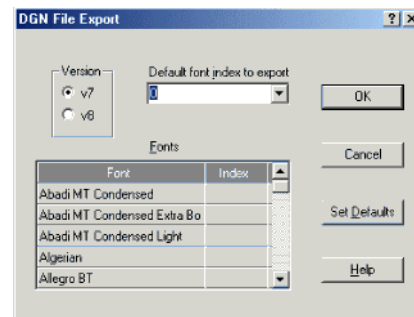 DGN File Export
Version
v7
v8
Default font index to export
0
OK
Cancel
Set Defaults
Help
Fonts
Font Index
Abadi MT Condensed
Abadi MT Condensed Extra Bo
Abadi MT Condensed Light
Algerian
Allegro BT